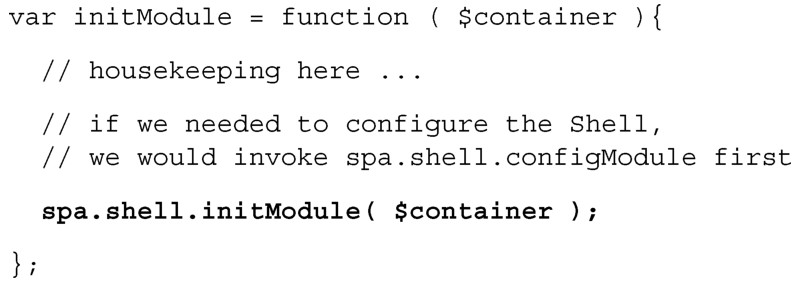 var initModule = function ( $container ){
// housekeeping here ...
// if we needed to configure the Shell,
// we would invoke spa.shell.configModule first
spa.shell.initModule( $container );
};